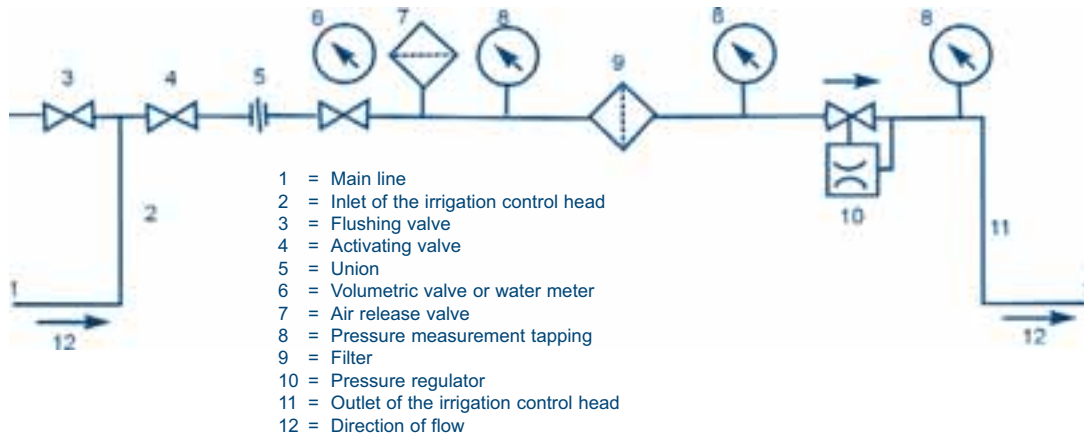 6 7 8 8 8
3 4 5 9
2
10
11
1
12 12
1 = Main line
2 = Inlet of the irrigation control head
3 = Flushing valve
4 = Activating valve
5 = Union
6 = Volumetric valve or water meter
7 = Air release valve
8 = Pressure measurement tapping
9 = Filter
10 = Pressure regulator
11 = Outlet of the irrigation control head
12 = Direction of flow